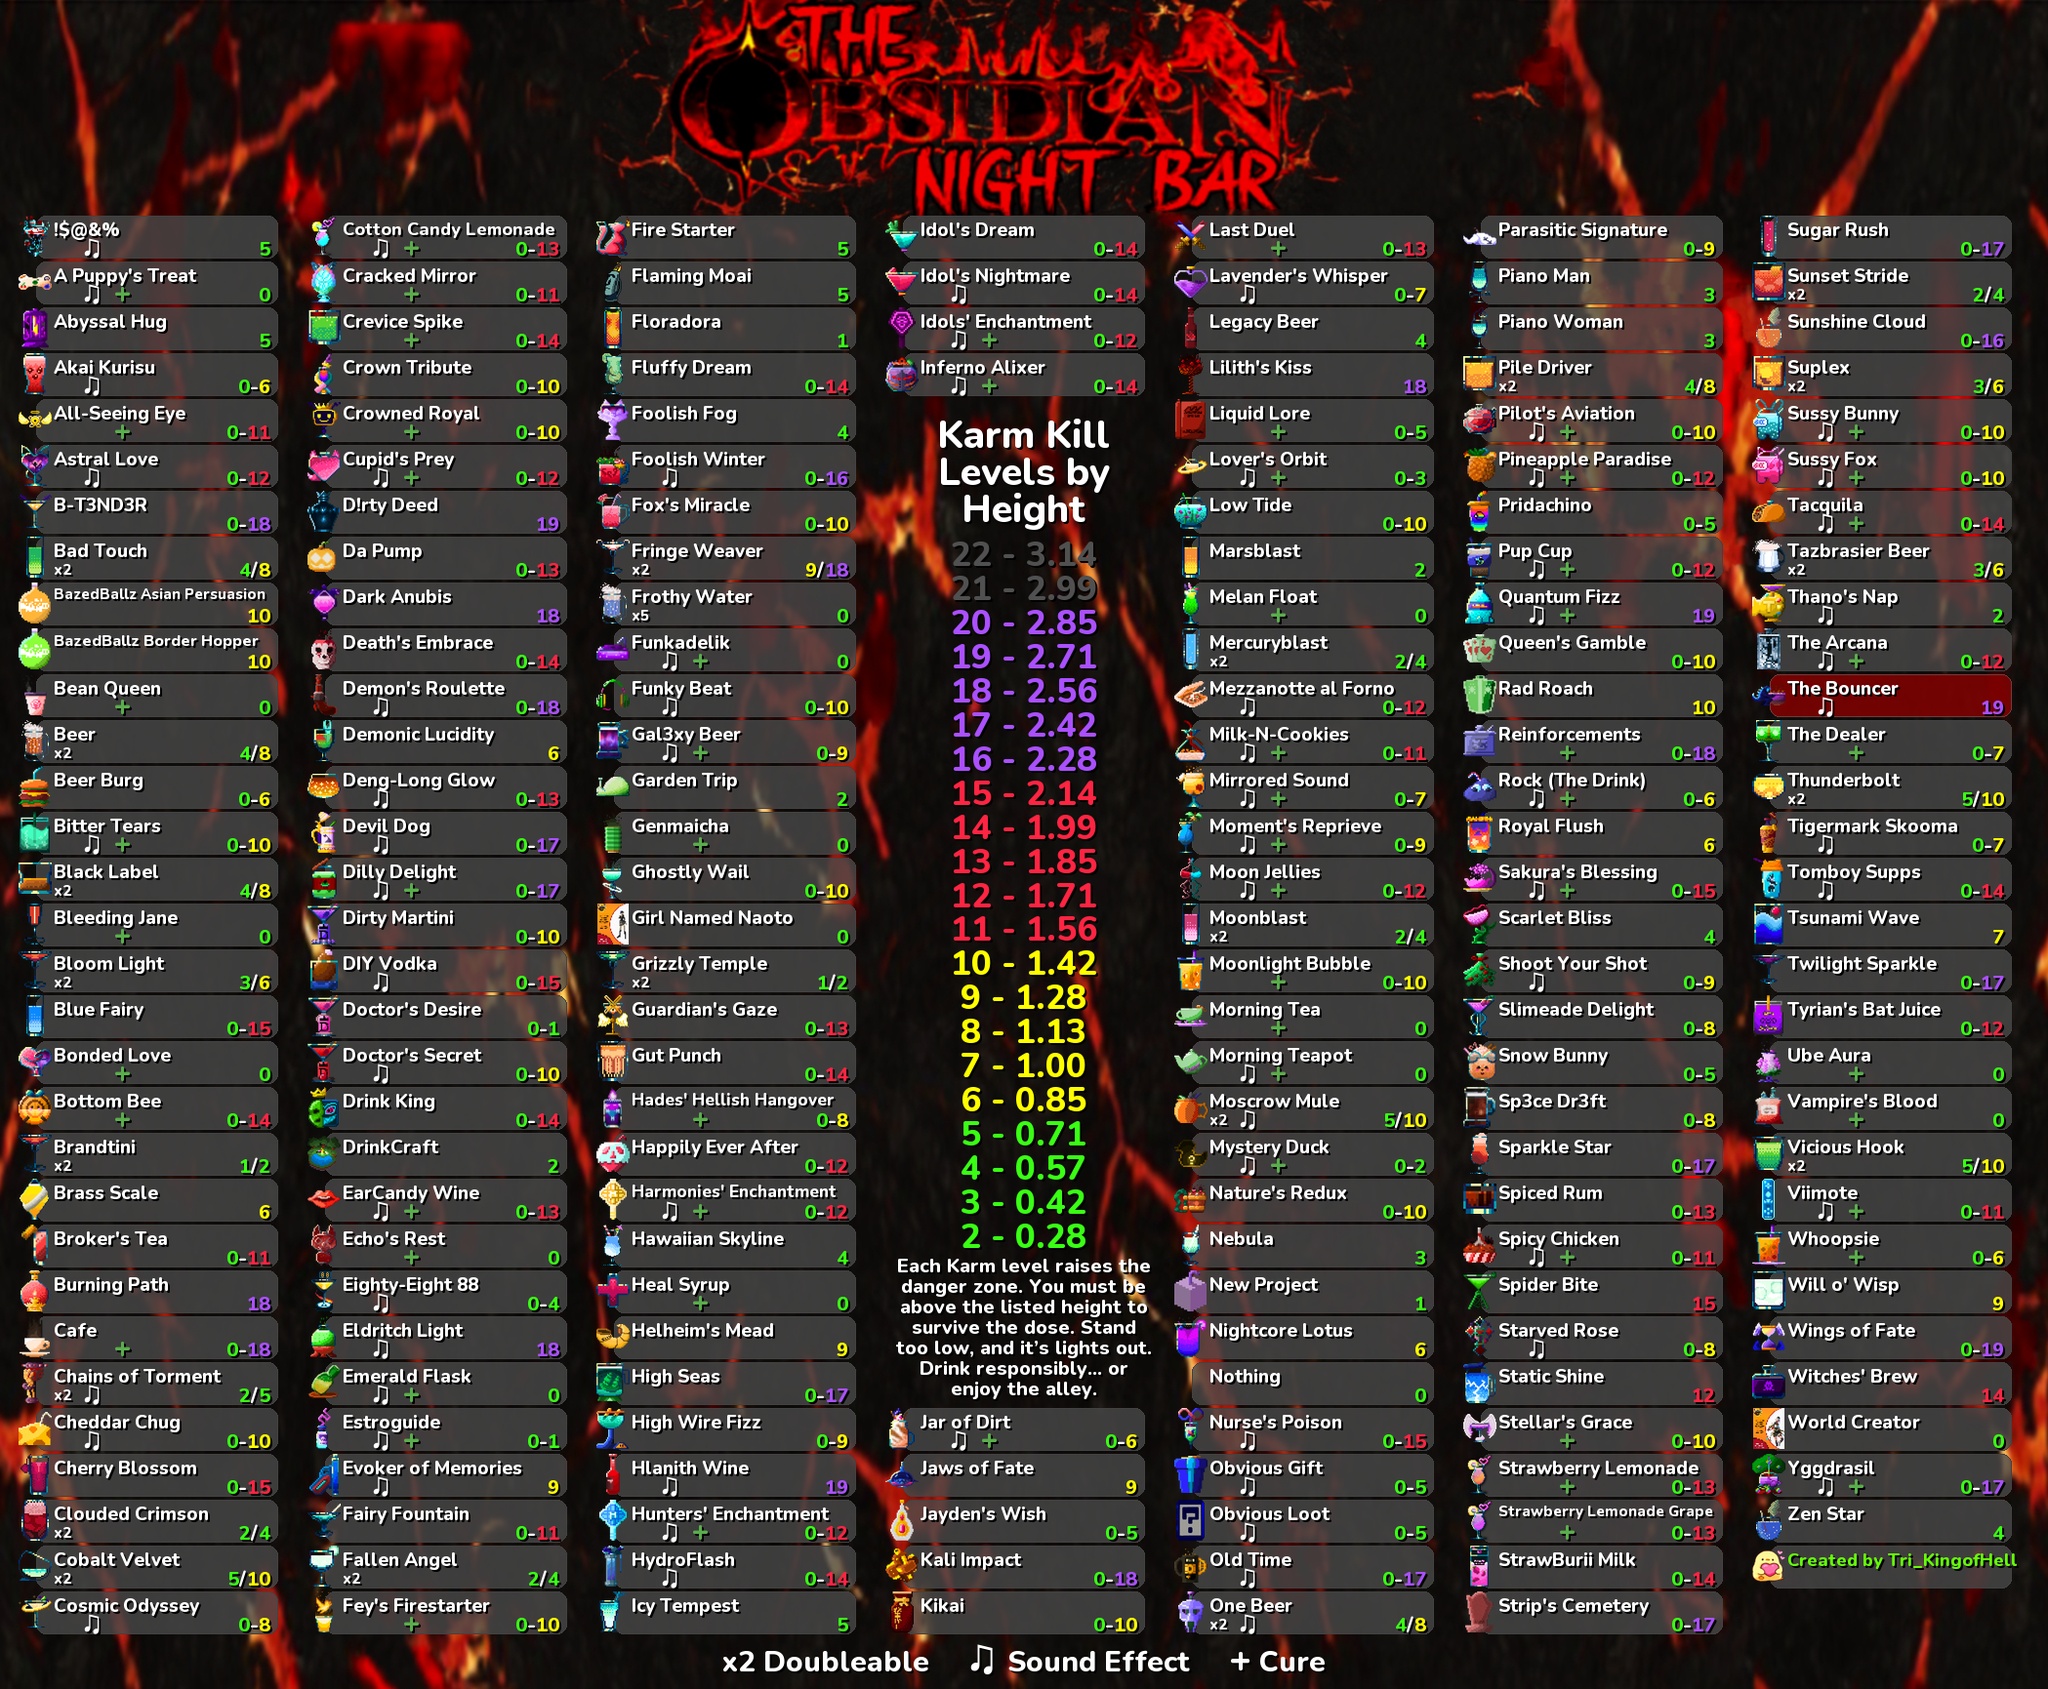 THE
OBSIDIAN
NIGHT BAR
!$@&%
♫
5
A Puppy's Treat
♫ +
0
Abyssal Hug
5
Akai Kurisu
♫
0-6
All-Seeing Eye
+
0-11
Astral Love
♫
0-12
B-T3ND3R
0-18
Bad Touch
x2
4/8
BazedBallz Asian Persuasion
10
BazedBallz Border Hopper
10
Bean Queen
+
0
Beer
x2
4/8
Beer Burg
0-6
Bitter Tears
♫ +
0-10
Black Label
x2
4/8
Bleeding Jane
+
0
Bloom Light
x2
3/6
Blue Fairy
0-15
Bonded Love
+
0
Bottom Bee
+
0-14
Brandtini
x2
1/2
Brass Scale
6
Broker's Tea
0-11
Burning Path
18
Cafe
+
0-18
Chains of Torment
x2 ♫
2/5
Cheddar Chug
♫
0-10
Cherry Blossom
0-15
Clouded Crimson
x2
2/4
Cobalt Velvet
x2
5/10
Cosmic Odyssey
♫
0-8
Cotton Candy Lemonade
♫ +
0-13
Cracked Mirror
+
0-11
Crevice Spike
+
0-14
Crown Tribute
0-10
Crowned Royal
+
0-10
Cupid's Prey
♫ +
0-12
D!rty Deed
19
Da Pump
0-13
Dark Anubis
18
Death's Embrace
0-14
Demon's Roulette
♫
0-18
Demonic Lucidity
6
Deng-Long Glow
♫
0-13
Devil Dog
♫
0-17
Dilly Delight
♫ +
0-17
Dirty Martini
0-10
DIY Vodka
♫
0-15
Doctor's Desire
0-1
Doctor's Secret
♫
0-10
Drink King
0-14
DrinkCraft
2
EarCandy Wine
♫ +
0-13
Echo's Rest
+
0
Eighty-Eight 88
♫
0-4
Eldritch Light
♫
18
Emerald Flask
♫ +
0
Estroguide
♫ +
0-1
Evoker of Memories
♫
9
Fairy Fountain
0-11
Fallen Angel
x2
2/4
Fey's Firestarter
+
0-10
Fire Starter
5
Flaming Moai
5
Floradora
1
Fluffy Dream
0-14
Foolish Fog
4
Foolish Winter
♫
0-16
Fox's Miracle
0-10
Fringe Weaver
x2
9/18
Frothy Water
x5
0
Funkadelik
♫ +
0
Funky Beat
♫
0-10
Gal3xy Beer
♫ +
0-9
Garden Trip
2
Genmaicha
+
0
Ghostly Wail
0-10
Girl Named Naoto
0
Grizzly Temple
x2
1/2
Guardian's Gaze
0-13
Gut Punch
0-14
Hades' Hellish Hangover
+
0-8
Happily Ever After
0-12
Harmonies' Enchantment
♫ +
0-12
Hawaiian Skyline
4
Heal Syrup
+
0
Helheim's Mead
9
High Seas
0-17
High Wire Fizz
0-9
Hlanith Wine
19
Hunters' Enchantment
♫ +
0-12
HydroFlash
♫
0-14
Icy Tempest
5
Idol's Dream
0-14
Idol's Nightmare
♫
0-14
Idols' Enchantment
♫ +
0-12
Inferno Alixer
♫ +
0-14
Karm Kill
Levels by
Height
22 - 3.14
21 - 2.99
20 - 2.85
19 - 2.71
18 - 2.56
17 - 2.42
16 - 2.28
15 - 2.14
14 - 1.99
13 - 1.85
12 - 1.71
11 - 1.56
10 - 1.42
9 - 1.28
8 - 1.13
7 - 1.00
6 - 0.85
5 - 0.71
4 - 0.57
3 - 0.42
2 - 0.28
Each Karm level raises the
danger zone. You must be
above the listed height to
survive the dose. Stand
too low, and it's lights out.
Drink responsibly... or
enjoy the alley.
Jar of Dirt
♫ +
0-6
Jaws of Fate
9
Jayden's Wish
0-5
Kali Impact
0-18
Kikai
0-10
Last Duel
+
0-13
Lavender's Whisper
♫
0-7
Legacy Beer
4
Lilith's Kiss
18
Liquid Lore
+
0-5
Lover's Orbit
♫ +
0-3
Low Tide
0-10
Marsblast
2
Melan Float
+
0
Mercuryblast
x2
2/4
Mezzanotte al Forno
♫
0-12
Milk-N-Cookies
♫ +
0-11
Mirrored Sound
♫ +
0-7
Moment's Reprieve
♫ +
0-9
Moon Jellies
♫ +
0-12
Moonblast
x2
2/4
Moonlight Bubble
+
0-10
Morning Tea
+
0
Morning Teapot
♫ +
0
Moscrow Mule
x2 ♫
5/10
Mystery Duck
♫ +
0-2
Nature's Redux
0-10
Nebula
3
New Project
1
Nightcore Lotus
6
Nothing
0
Nurse's Poison
♫
0-15
Obvious Gift
♫
0-5
Obvious Loot
♫
0-5
Old Time
♫
0-17
One Beer
x2 ♫
4/8
Parasitic Signature
0-9
Piano Man
3
Piano Woman
3
Pile Driver
x2
4/8
Pilot's Aviation
♫ +
0-10
Pineapple Paradise
♫ +
0-12
Pridachino
0-5
Pup Cup
♫ +
0-12
Quantum Fizz
♫ +
19
Queen's Gamble
0-10
Rad Roach
10
Reinforcements
+
0-18
Rock (The Drink)
♫ +
0-6
Royal Flush
6
Sakura's Blessing
♫ +
0-15
Scarlet Bliss
4
Shoot Your Shot
♫
0-9
Slimeade Delight
0-8
Snow Bunny
0-5
Sp3ce Dr3ft
0-8
Sparkle Star
0-17
Spiced Rum
0-13
Spicy Chicken
♫ +
0-11
Spider Bite
15
Starved Rose
♫
0-8
Static Shine
12
Stellar's Grace
+
0-10
Strawberry Lemonade
+
0-13
Strawberry Lemonade Grape
+
0-13
StrawBurii Milk
0-14
Strip's Cemetery
0-17
Sugar Rush
0-17
Sunset Stride
x2
2/4
Sunshine Cloud
0-16
Suplex
x2
3/6
Sussy Bunny
♫ +
0-10
Sussy Fox
♫ +
0-10
Tacquila
♫ +
0-14
Tazbrasier Beer
x2
3/6
Thano's Nap
♫
2
The Arcana
♫ +
0-12
The Bouncer
♫
19
The Dealer
+
0-7
Thunderbolt
x2
5/10
Tigermark Skooma
♫
0-7
Tomboy Supps
♫
0-14
Tsunami Wave
7
Twilight Sparkle
0-17
Tyrian's Bat Juice
0-12
Ube Aura
+
0
Vampire's Blood
+
0
Vicious Hook
x2
5/10
Viimote
♫ +
0-11
Whoopsie
+
0-6
Will o' Wisp
9
Wings of Fate
0-19
Witches' Brew
14
World Creator
0
Yggdrasil
♫ +
0-17
Zen Star
4
Created by Tri_KingofHell
x2 Doubleable ♫ Sound Effect + Cure